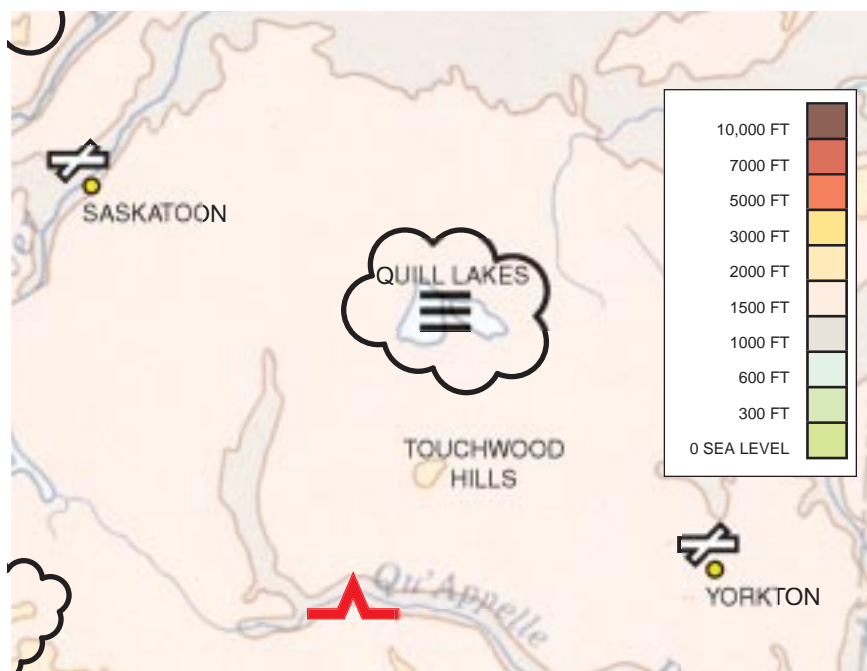 SASKATOON
QUILL LAKES
TOUCHWOOD
HILLS
Qu'Appelle
YORKTON
10,000 FT
7000 FT
5000 FT
3000 FT
2000 FT
1500 FT
1000 FT
600 FT
300 FT
0 SEA LEVEL